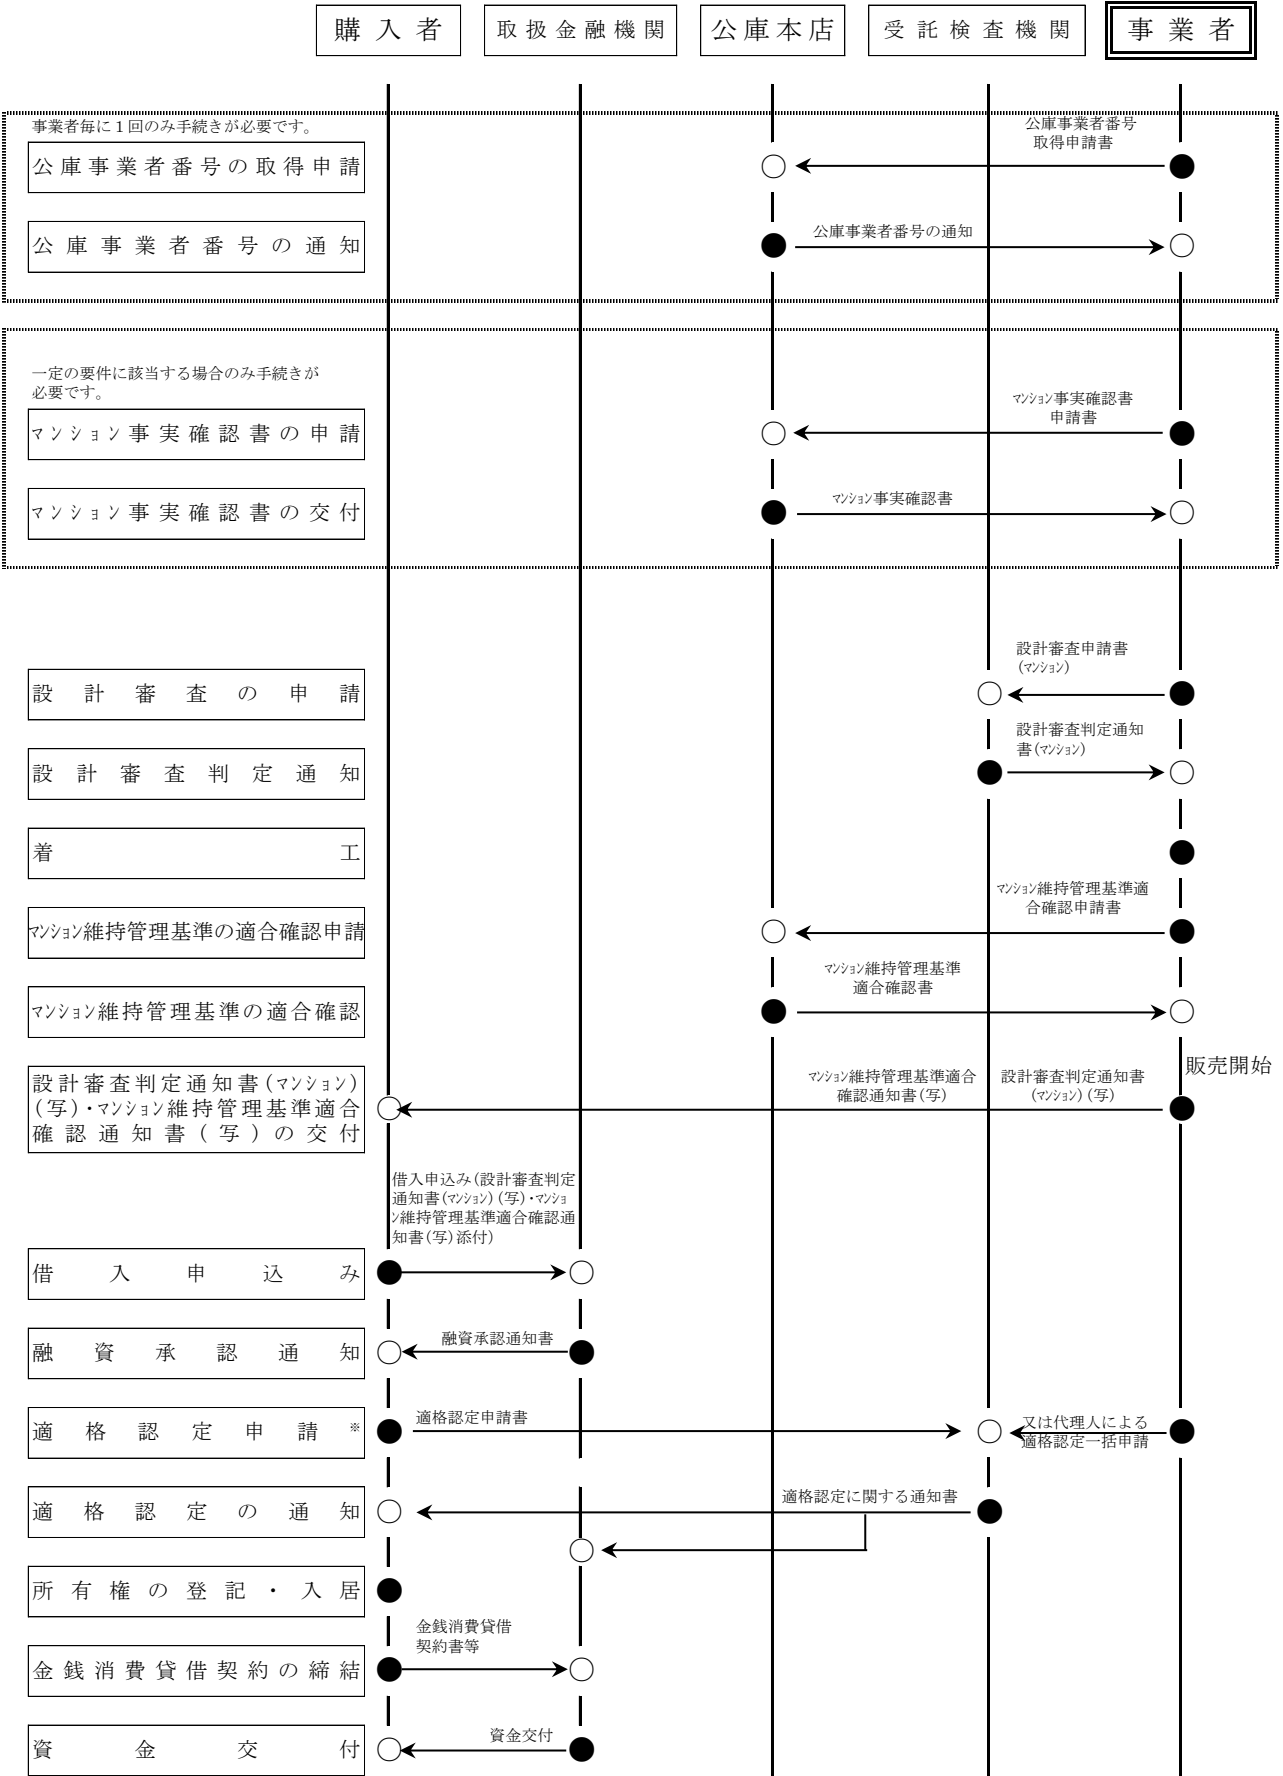 購入者
取扱金融機関
公庫本店
受託検査機関
事業者
事業者毎に１回のみ手続きが必要です。
公庫事業者番号の取得申請
公庫事業者番号
取得申請書
公庫事業者番号の通知
公庫事業者番号の通知
一定の要件に該当する場合のみ手続きが
必要です。
ﾏﾝｼｮﾝ事実確認書の申請
ﾏﾝｼｮﾝ事実確認書
申請書
ﾏﾝｼｮﾝ事実確認書の交付
ﾏﾝｼｮﾝ事実確認書
設計審査の申請
設計審査申請書
(ﾏﾝｼｮﾝ)
設計審査判定通知
設計審査判定通知
書(ﾏﾝｼｮﾝ)
着工
ﾏﾝｼｮﾝ維持管理基準の適合確認申請
ﾏﾝｼｮﾝ維持管理基準適
合確認申請書
ﾏﾝｼｮﾝ維持管理基準の適合確認
ﾏﾝｼｮﾝ維持管理基準
適合確認書
販売開始
設計審査判定通知書(ﾏﾝｼｮﾝ)
(写)･ﾏﾝｼｮﾝ維持管理基準適合
確認通知書(写)の交付
ﾏﾝｼｮﾝ維持管理基準適合
確認通知書(写)
設計審査判定通知書
(ﾏﾝｼｮﾝ)(写)
借入申込み(設計審査判定
通知書(ﾏﾝｼｮﾝ)(写)･ﾏﾝｼｮ
ﾝ維持管理基準適合確認通
知書(写)添付)
借入申込み
融資承認通知
融資承認通知書
適格認定申請※
適格認定申請書
又は代理人による
適格認定一括申請
適格認定の通知
適格認定に関する通知書
所有権の登記・入居
金銭消費貸借
契約書等
金銭消費貸借契約の締結
資金交付
資金交付